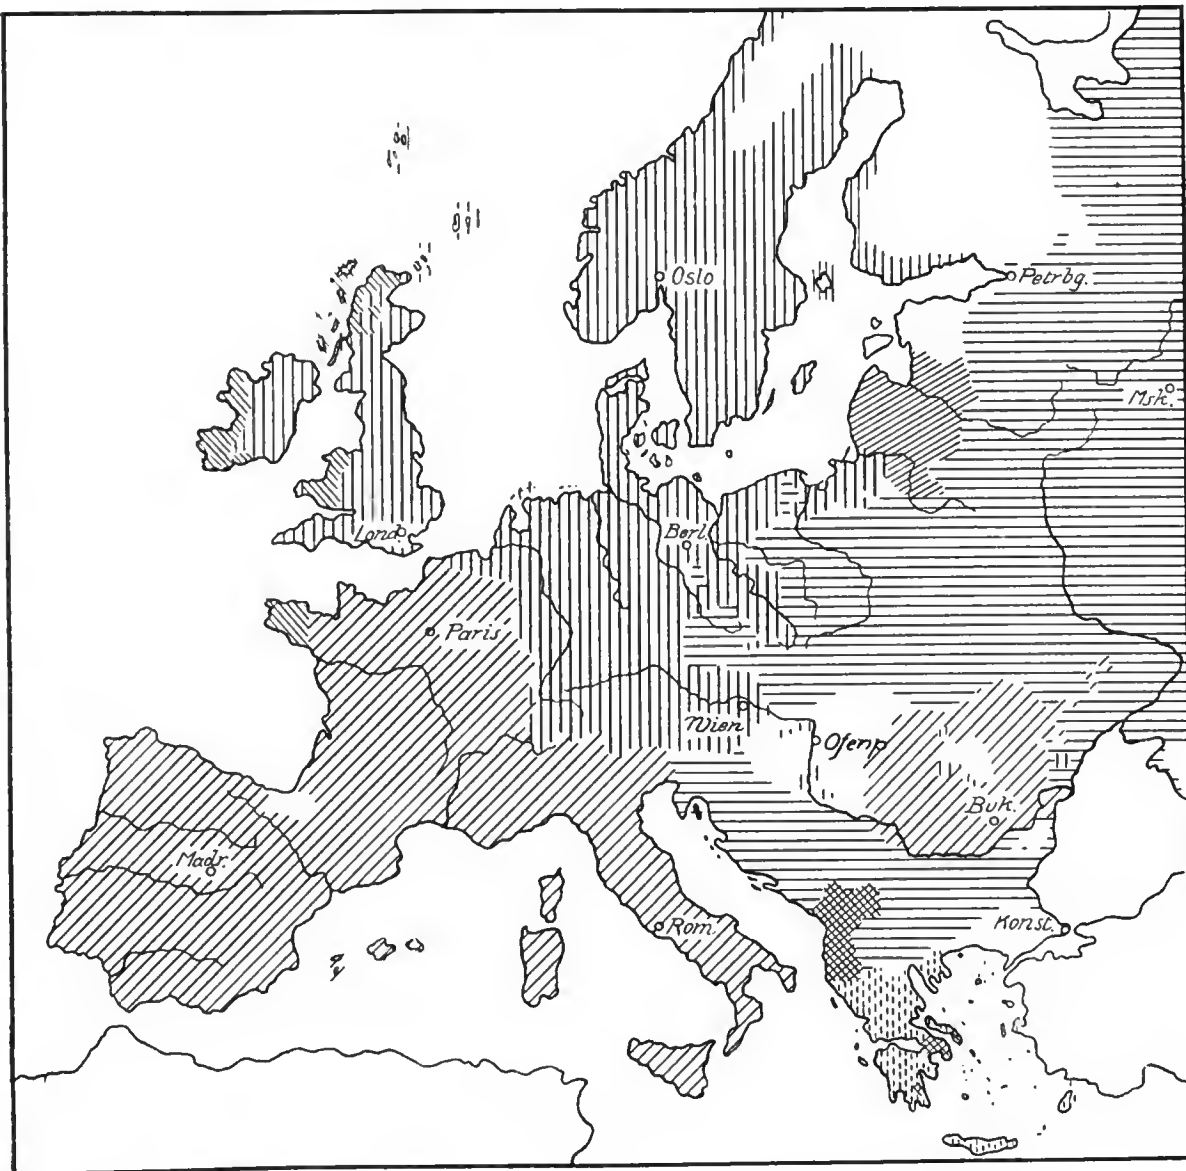 Oslo
Petrbg.
Msk.
Lond.
Berl.
Paris
Wien
Ofenp
Buk.
Madr.
Rom.
Konst.